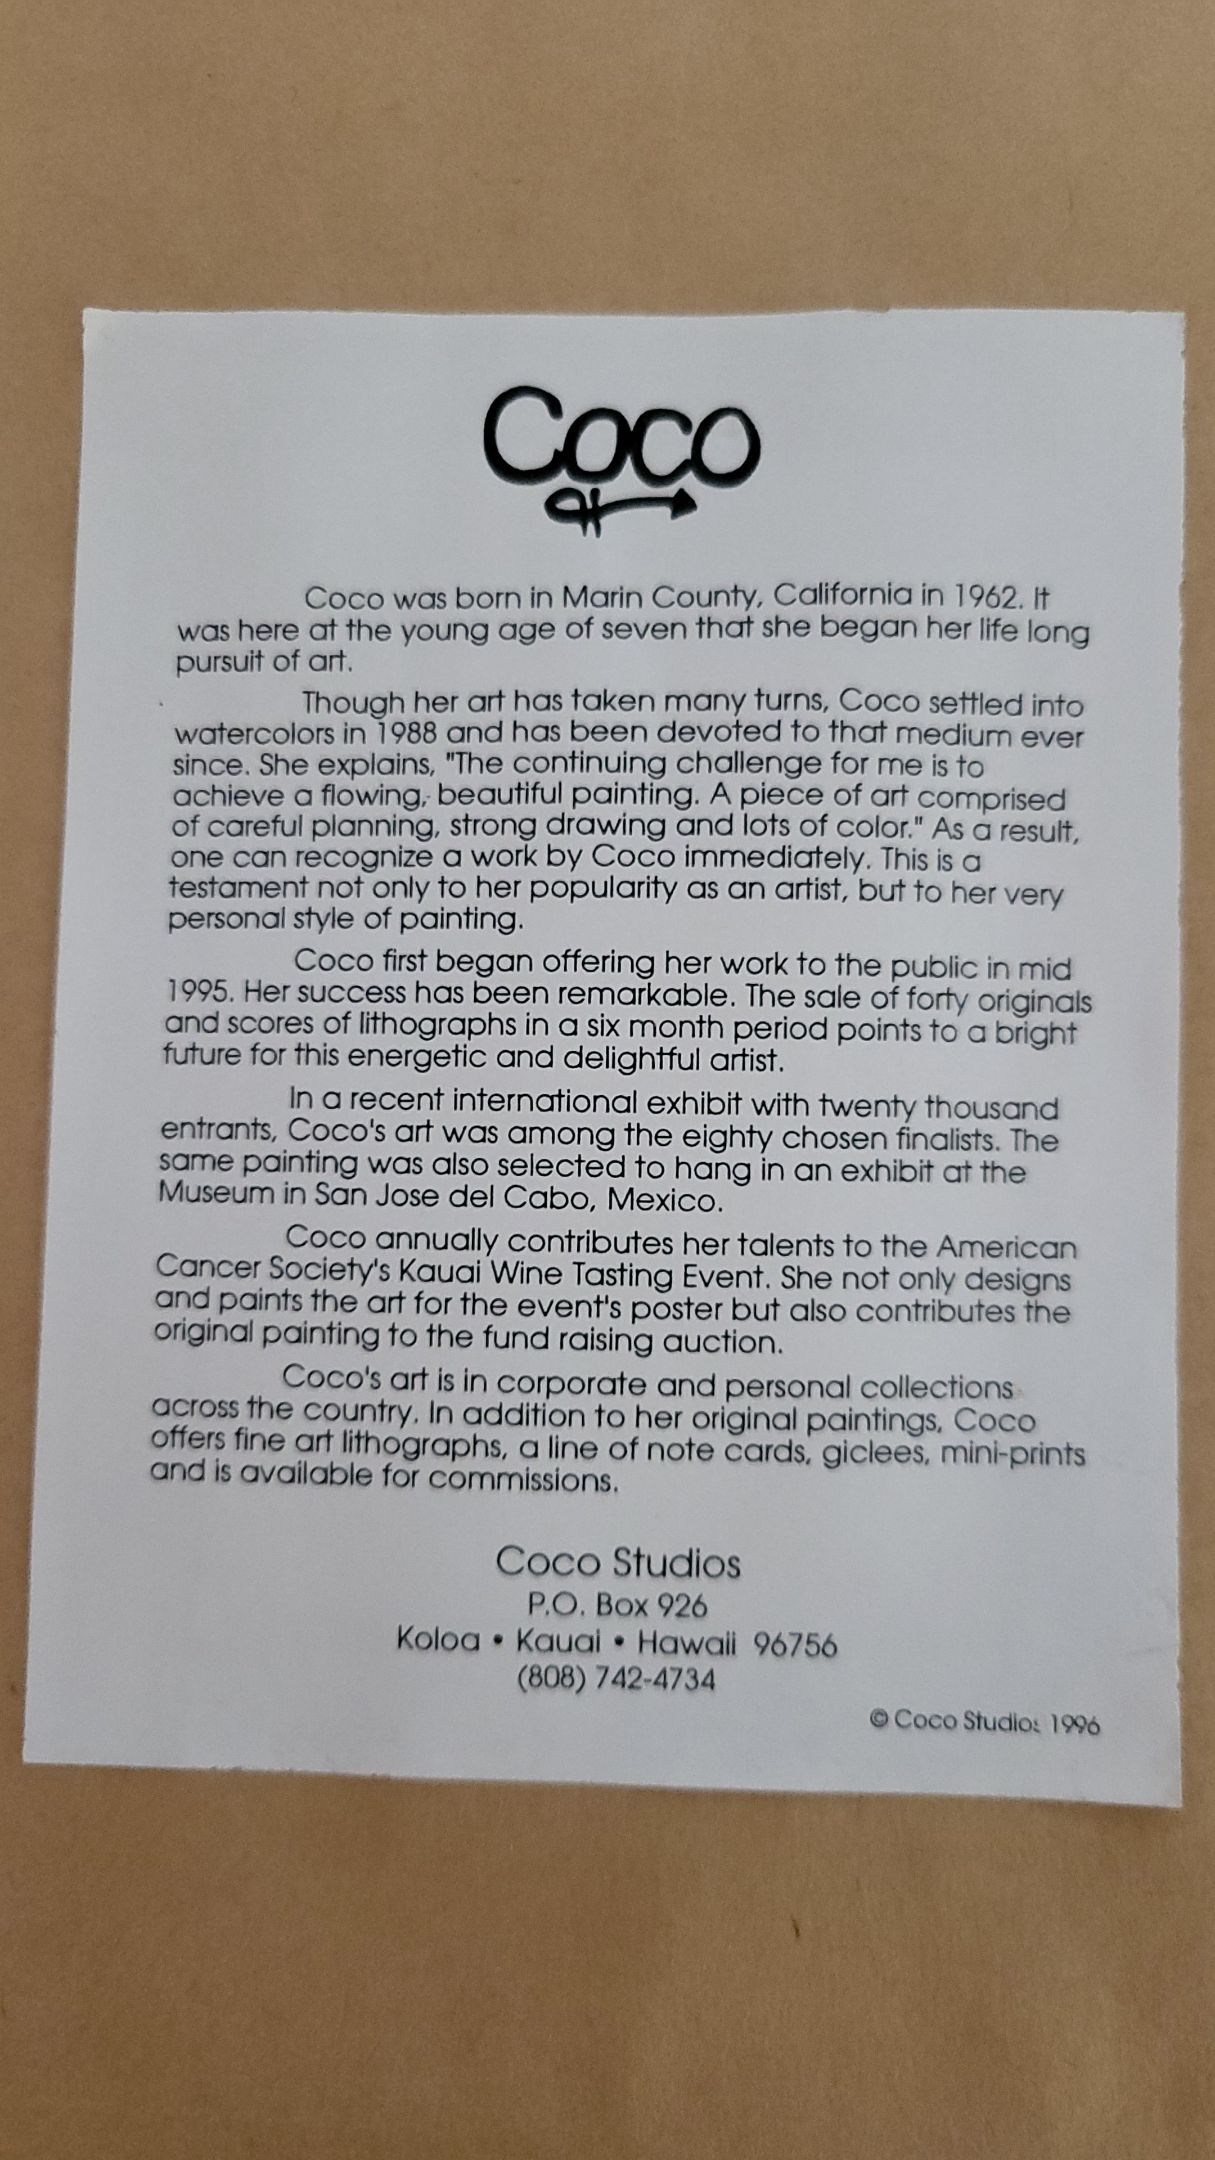 Coco
Coco was born in Marin County, California in 1962. It
was here at the young age of seven that she began her life long
pursuit of art.
Though her art has taken many turns, Coco settled into
watercolors in 1988 and has been devoted to that medium ever
since. She explains, "The continuing challenge for me is to
achieve a flowing, beautiful painting. A piece of art comprised
of careful planning, strong drawing and lots of color." As a result,
one can recognize a work by Coco immediately. This is a
testament not only to her popularity as an artist, but to her very
personal style of painting.
Coco first began offering her work to the public in mid
1995. Her success has been remarkable. The sale of forty originals
and scores of lithographs in a six month period points to a bright
future for this energetic and delightful artist.
In a recent international exhibit with twenty thousand
entrants, Coco's art was among the eighty chosen finalists. The
same painting was also selected to hang in an exhibit at the
Museum in San Jose del Cabo, Mexico.
Coco annually contributes her talents to the American
Cancer Society's Kauai Wine Tasting Event. She not only designs
and paints the art for the event's poster but also contributes the
original painting to the fund raising auction.
Coco's art is in corporate and personal collections
across the country. In addition to her original paintings, Coco
offers fine art lithographs, a line of note cards, giclees, mini-prints
and is available for commissions.
Coco Studios
P.O. Box 926
Koloa • Kauai • Hawaii 96756
(808) 742-4734
© Coco Studios 1996